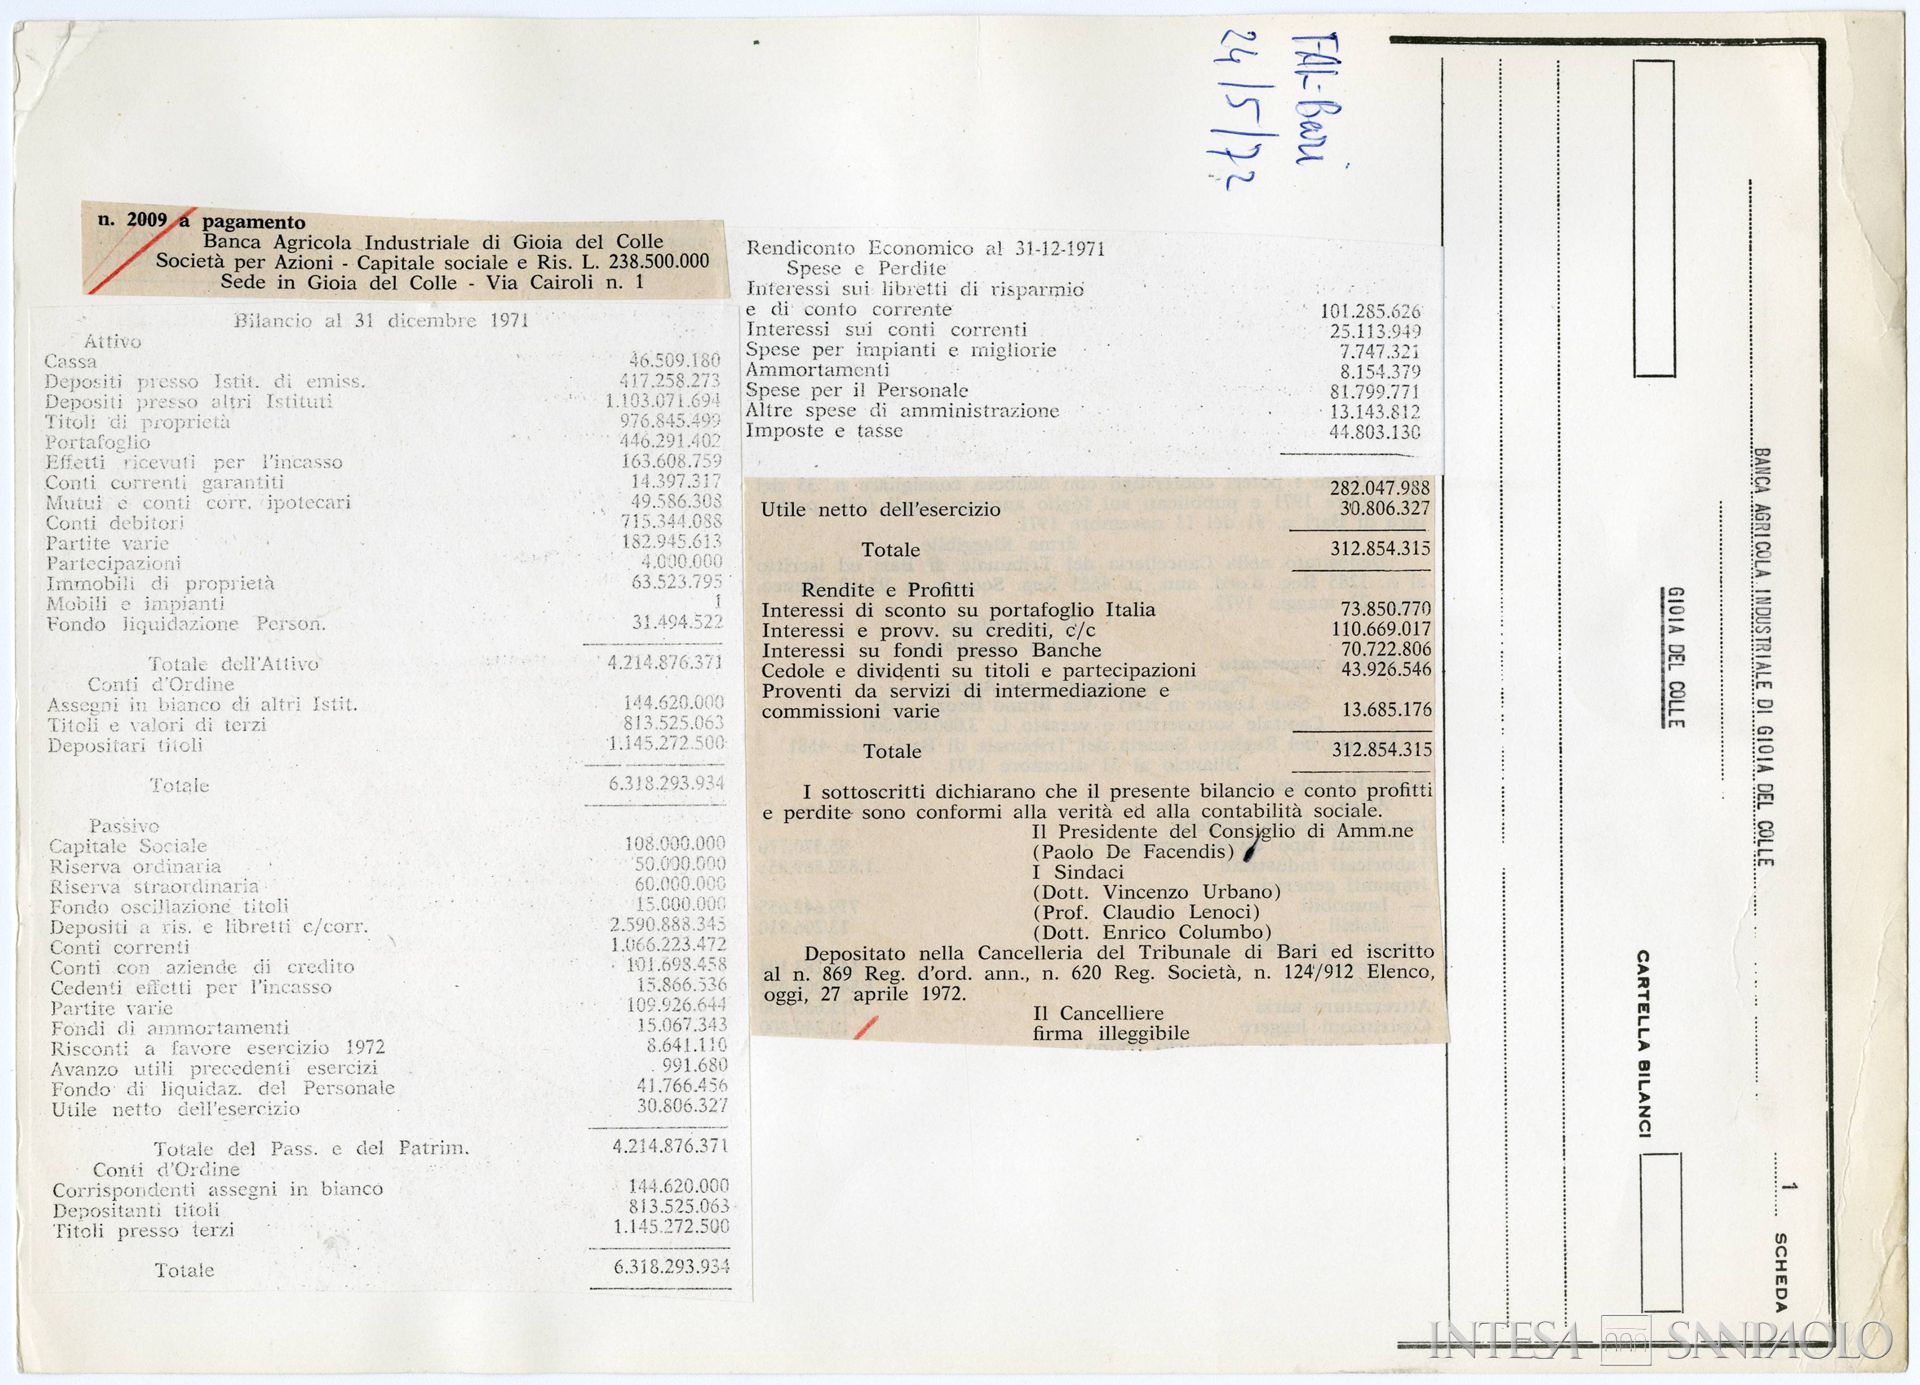 FAL-Bari
24/5/72
n. 2009 a pagamento
Banca Agricola Industriale di Gioia del Colle
Società per Azioni - Capitale sociale e Ris. L. 238.500.000
Sede in Gioia del Colle - Via Cairoli n. 1
Bilancio al 31 dicembre 1971
Attivo
Cassa 46.509.180
Depositi presso Istit. di emiss. 417.258.273
Depositi presso altri Istituti 1.103.071.694
Titoli di proprietà 976.845.499
Portafoglio 446.291.402
Effetti ricevuti per l'incasso 163.608.759
Conti correnti garantiti 14.397.317
Mutui e conti corr. ipotecari 49.586.308
Conti debitori 715.344.088
Partite varie 182.945.613
Partecipazioni 4.000.000
Immobili di proprietà 63.523.795
Mobili e impianti 1
Fondo liquidazione Person. 31.494.522
Totale dell'Attivo 4.214.876.371
Conti d'Ordine
Assegni in bianco di altri Istit. 144.620.000
Titoli e valori di terzi 813.525.063
Depositari titoli 1.145.272.500
Totale 6.318.293.934
Passivo
Capitale Sociale 108.000.000
Riserva ordinaria 50.000.000
Riserva straordinaria 60.000.000
Fondo oscillazione titoli 15.000.000
Depositi a ris. e libretti c/corr. 2.590.888.345
Conti correnti 1.066.223.472
Conti con aziende di credito 101.698.458
Cedenti effetti per l'incasso 15.866.536
Partite varie 109.926.644
Fondi di ammortamenti 15.067.343
Risconti a favore esercizio 1972 8.641.110
Avanzo utili precedenti esercizi 991.680
Fondo di liquidaz. del Personale 41.766.456
Utile netto dell'esercizio 30.806.327
Totale del Pass. e del Patrim. 4.214.876.371
Conti d'Ordine
Corrispondenti assegni in bianco 144.620.000
Depositanti titoli 813.525.063
Titoli presso terzi 1.145.272.500
Totale 6.318.293.934
Rendiconto Economico al 31-12-1971
Spese e Perdite
Interessi sui libretti di risparmio
e di conto corrente 101.285.626
Interessi sui conti correnti 25.113.949
Spese per impianti e migliorie 7.747.321
Ammortamenti 8.154.379
Spese per il Personale 81.799.771
Altre spese di amministrazione 13.143.812
Imposte e tasse 44.803.130
282.047.988
Utile netto dell'esercizio 30.806.327
Totale 312.854.315
Rendite e Profitti
Interessi di sconto su portafoglio Italia 73.850.770
Interessi e provv. su crediti, c/c 110.669.017
Interessi su fondi presso Banche 70.722.806
Cedole e dividenti su titoli e partecipazioni 43.926.546
Proventi da servizi di intermediazione e
commissioni varie 13.685.176
Totale 312.854.315
I sottoscritti dichiarano che il presente bilancio e conto profitti
e perdite sono conformi alla verità ed alla contabilità sociale.
Il Presidente del Consiglio di Amm.ne
(Paolo De Facendis)
I Sindaci
(Dott. Vincenzo Urbano)
(Prof. Claudio Lenoci)
(Dott. Enrico Columbo)
Depositato nella Cancelleria del Tribunale di Bari ed iscritto
al n. 869 Reg. d'ord. ann., n. 620 Reg. Società, n. 124/912 Elenco,
oggi, 27 aprile 1972.
Il Cancelliere
firma illeggibile
BANCA AGRICOLA INDUSTRIALE DI GIOIA DEL COLLE
GIOIA DEL COLLE
CARTELLA BILANCI
1 SCHEDA
INTESA SANPAOLO